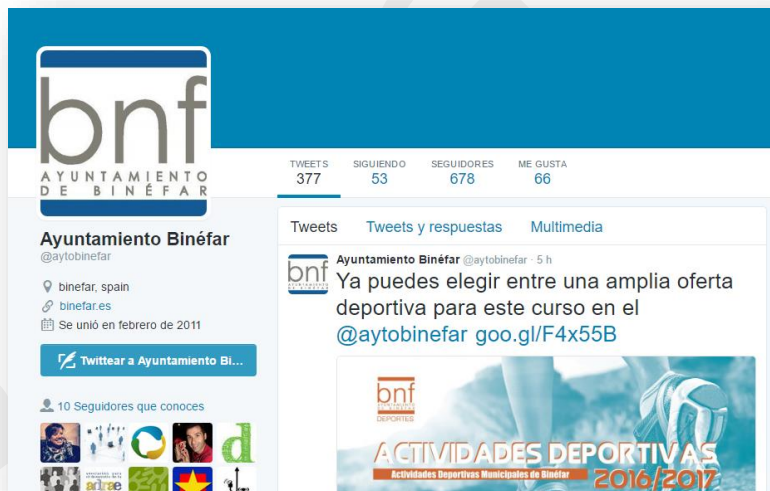 bnf
AYUNTAMIENTO
DE BINÉFAR
TWEETS SIGUIENDO SEGUIDORES ME GUSTA
377 53 678 66
Ayuntamiento Binéfar
@aytobinefar
binefar, spain
binefar.es
Se unió en febrero de 2011
Twittear a Ayuntamiento Bi...
10 Seguidores que conoces
d
adrae
Tweets Tweets y respuestas Multimedia
bnf
Ayuntamiento Binéfar @aytobinefar · 5 h
Ya puedes elegir entre una amplia oferta
deportiva para este curso en el
@aytobinefar goo.gl/F4x55B
bnf
DEPORTES
ACTIVIDADES DEPORTIVAS
Actividades Deportivas Municipales de Binéfar
2016/2017